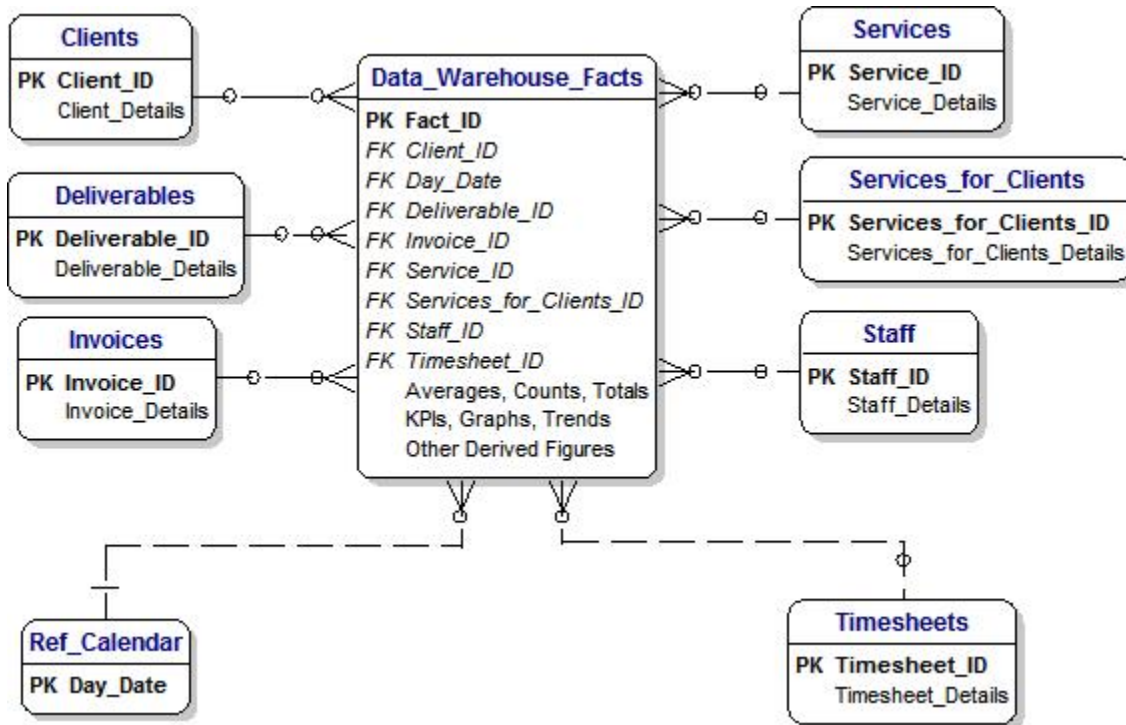 Clients
PK Client_ID
Client_Details
Deliverables
PK Deliverable_ID
Deliverable_Details
Invoices
PK Invoice_ID
Invoice_Details
Data_Warehouse_Facts
PK Fact_ID
FK Client_ID
FK Day_Date
FK Deliverable_ID
FK Invoice_ID
FK Service_ID
FK Services_for_Clients_ID
FK Staff_ID
FK Timesheet_ID
Averages, Counts, Totals
KPIs, Graphs, Trends
Other Derived Figures
Services
PK Service_ID
Service_Details
Services_for_Clients
PK Services_for_Clients_ID
Services_for_Clients_Details
Staff
PK Staff_ID
Staff_Details
Ref_Calendar
PK Day_Date
Timesheets
PK Timesheet_ID
Timesheet_Details